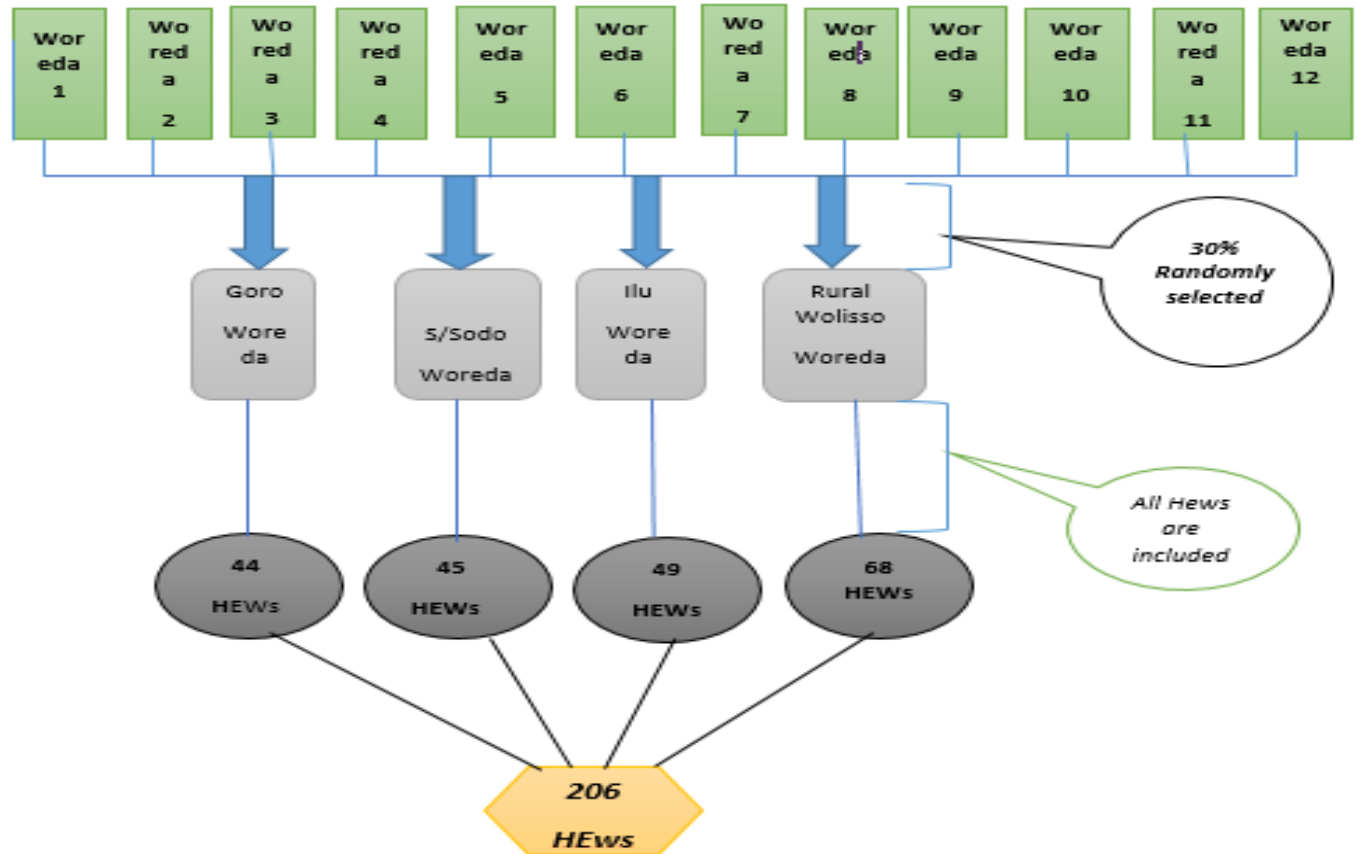 Wor
eda
1
Wo
red
a
2
Wo
red
a
3
Wo
red
a
4
Wor
eda
5
Wor
eda
6
Wo
red
a
7
Wor
eda
8
Wor
eda
9
Wor
eda
10
Wo
red
a
11
Wor
eda
12
30%
Randomly
selected
Goro
Wore
da
S/Sodo
Woreda
Ilu
Wore
da
Rural
Wolisso
Woreda
All Hews
are
included
44
HEWs
45
HEWs
49
HEWs
68
HEWs
206
HEws